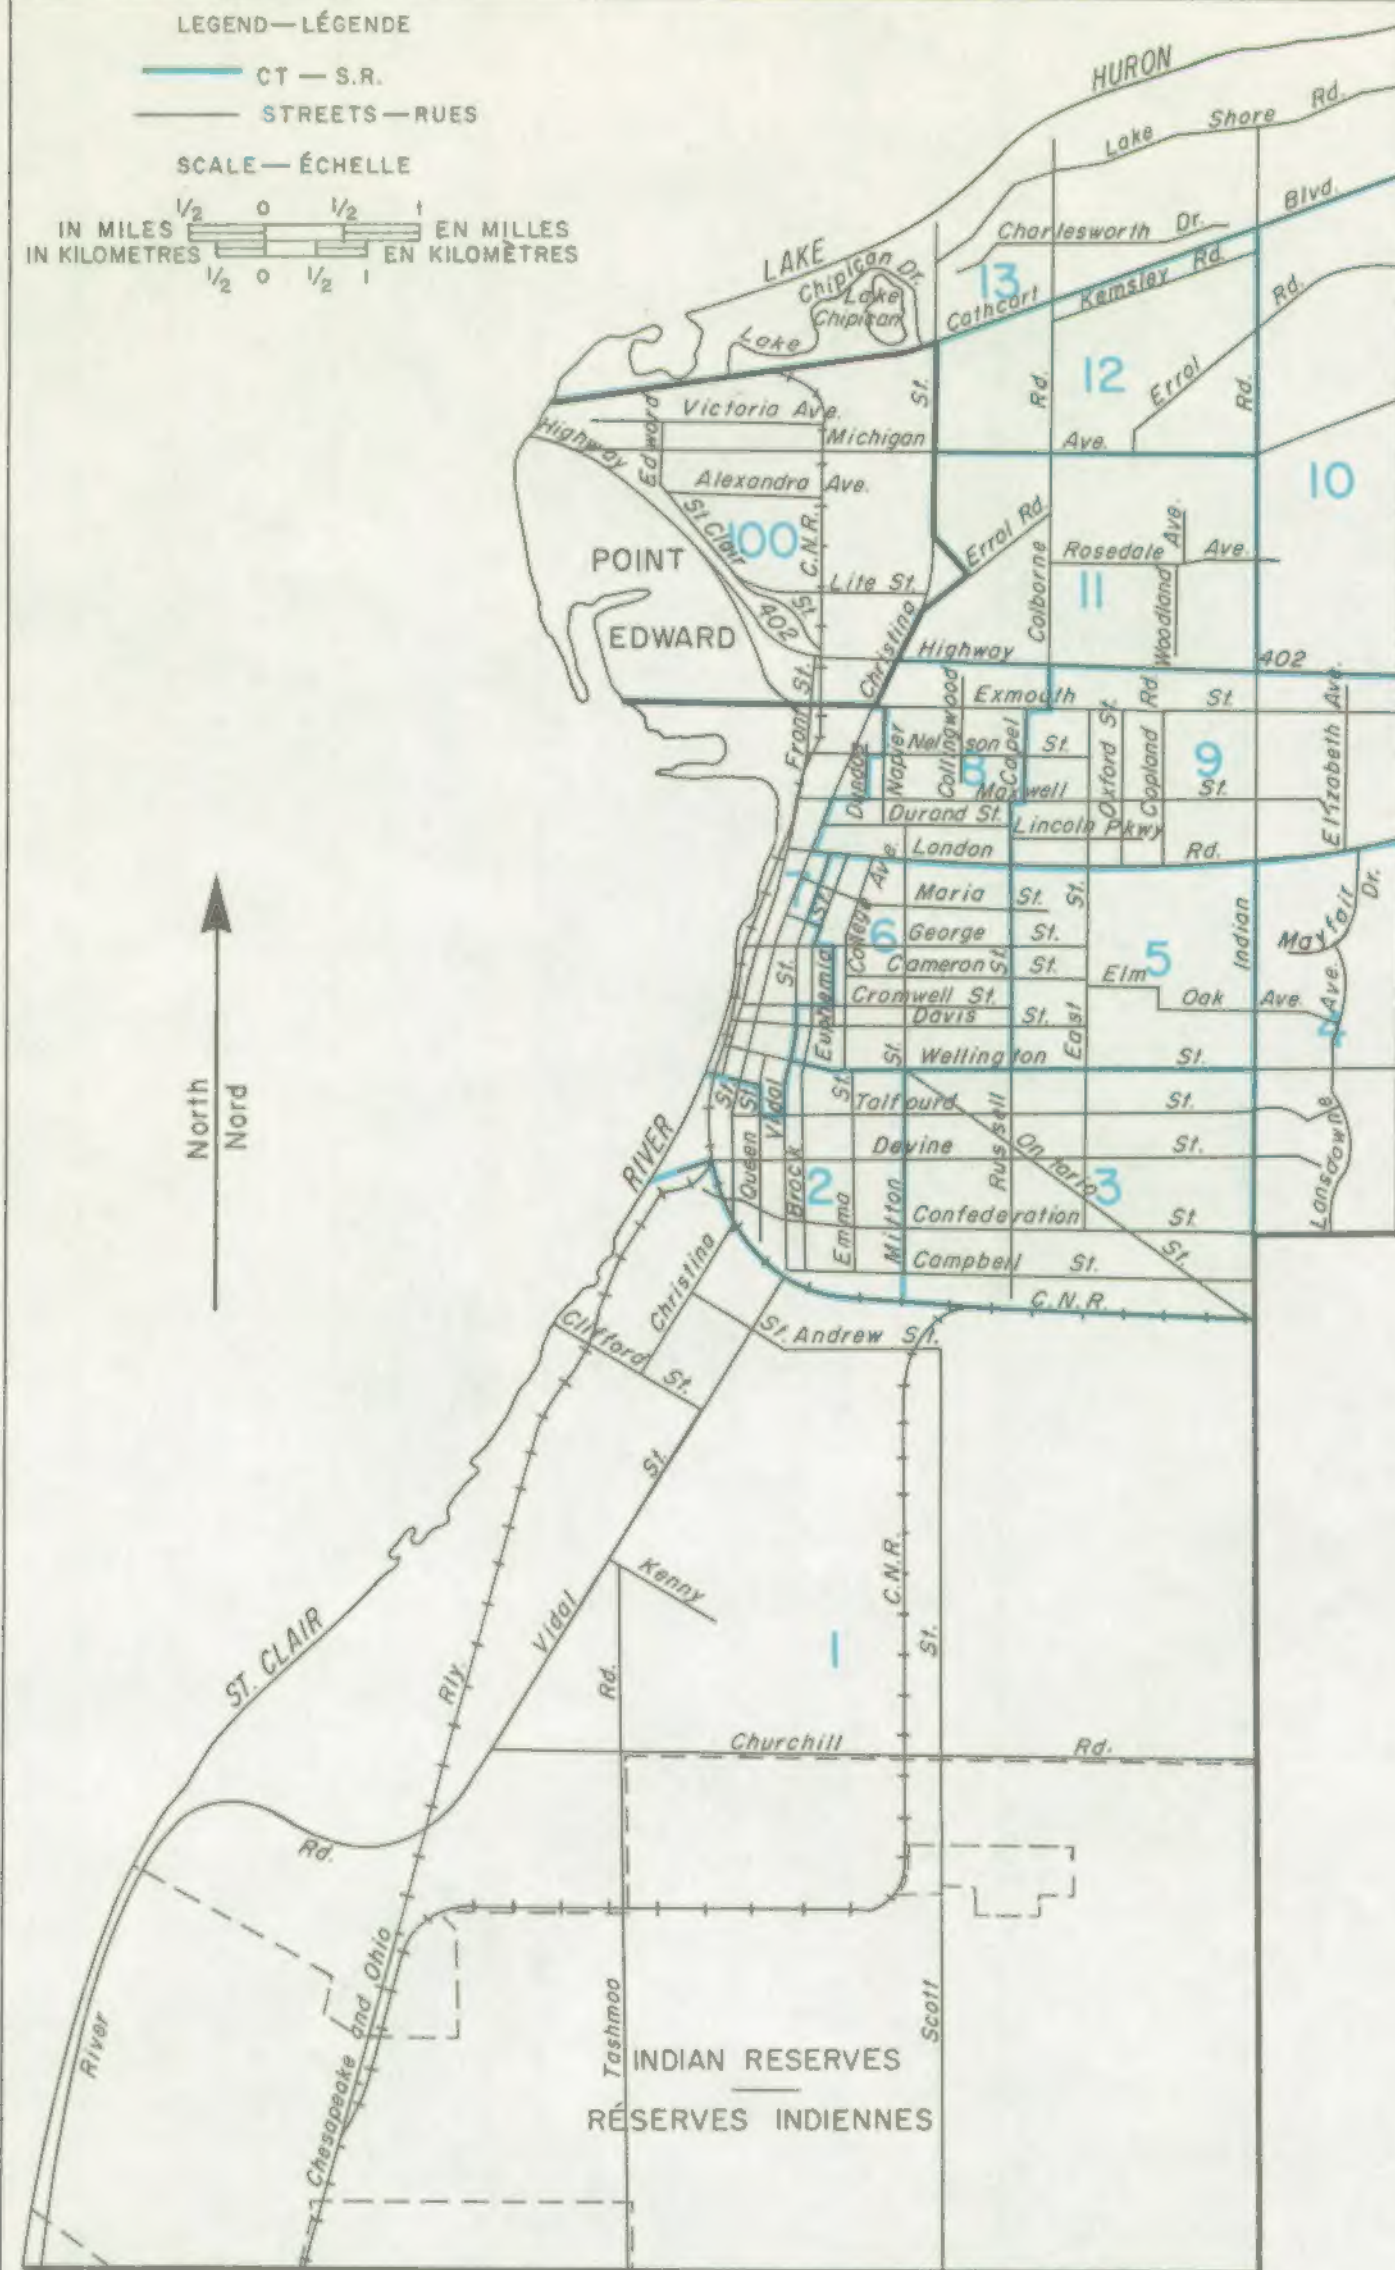 LEGEND—LÉGENDE
CT — S.R.
STREETS—RUES
SCALE—ÉCHELLE
1/2 0 1/2 1
IN MILES EN MILLES
IN KILOMETRES EN KILOMÈTRES
1/2 0 1/2 1
HURON
Lake Shore Rd.
Blvd.
Charlesworth Dr.
LAKE
Chipican Dr.
Lake
Chipican
13
Cathcart
Kemsley Rd.
Rd.
Lake
12
Errol
St.
Rd.
Rd.
Victoria Ave.
Edward
Highway
Michigan
Ave.
10
Alexandra Ave.
St Clair
100
C.N.R.
Errol Rd.
Rosedale Ave.
Ave.
POINT
Lite St.
St.
11
Colborne
Woodland
402
EDWARD
Christina
Highway
402
Front St.
Exmouth St.
Collingwood
Capel
Oxford St.
Copland Rd.
Elizabeth Ave.
Nelson St.
Napier
Dundas
8
9
Maxwell St.
Durand St.
Lincoln Pkwy
London Rd.
7
St.
College Ave.
Maria St.
St.
Mayfair Dr.
6
George St.
5
Indian
St.
Cameron St.
St.
Elm
Euphemia
Cromwell St.
Oak Ave.
Ave.
Davis St.
East
4
St.
Wellington St.
North
Nord
St.
St.
Vidal
St.
Talfourd St.
Russell
RIVER
Devine St.
Ontario
Queen
Brock
2
3
Lansdowne
Emma
Mitton
Confederation St.
St.
Christina
Campbell St.
C.N.R.
Clifford St.
St. Andrew St.
St.
C.N.R.
Kenny
Vidal
1
St.
ST. CLAIR
Rly.
Rd.
Churchill Rd.
Rd.
Chesapeake and Ohio
Tashmoo
Scott
River
INDIAN RESERVES
RÉSERVES INDIENNES